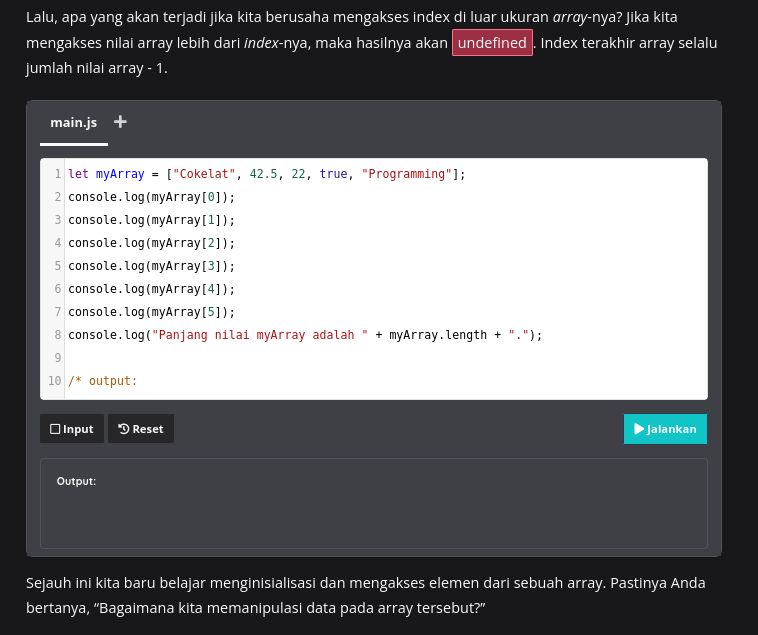 Lalu, apa yang akan terjadi jika kita berusaha mengakses index di luar ukuran array-nya? Jika kita
mengakses nilai array lebih dari index-nya, maka hasilnya akan undefined . Index terakhir array selalu
jumlah nilai array - 1.
main.js +
1 let myArray = ["Cokelat", 42.5, 22, true, "Programming"];
2 console.log(myArray[0]);
3 console.log(myArray[1]);
4 console.log(myArray[2]);
5 console.log(myArray[3]);
6 console.log(myArray[4]);
7 console.log(myArray[5]);
8 console.log("Panjang nilai myArray adalah " + myArray.length + ".");
9
10 /* output:
Input Reset Jalankan
Output:
Sejauh ini kita baru belajar menginisialisasi dan mengakses elemen dari sebuah array. Pastinya Anda
bertanya, “Bagaimana kita memanipulasi data pada array tersebut?”